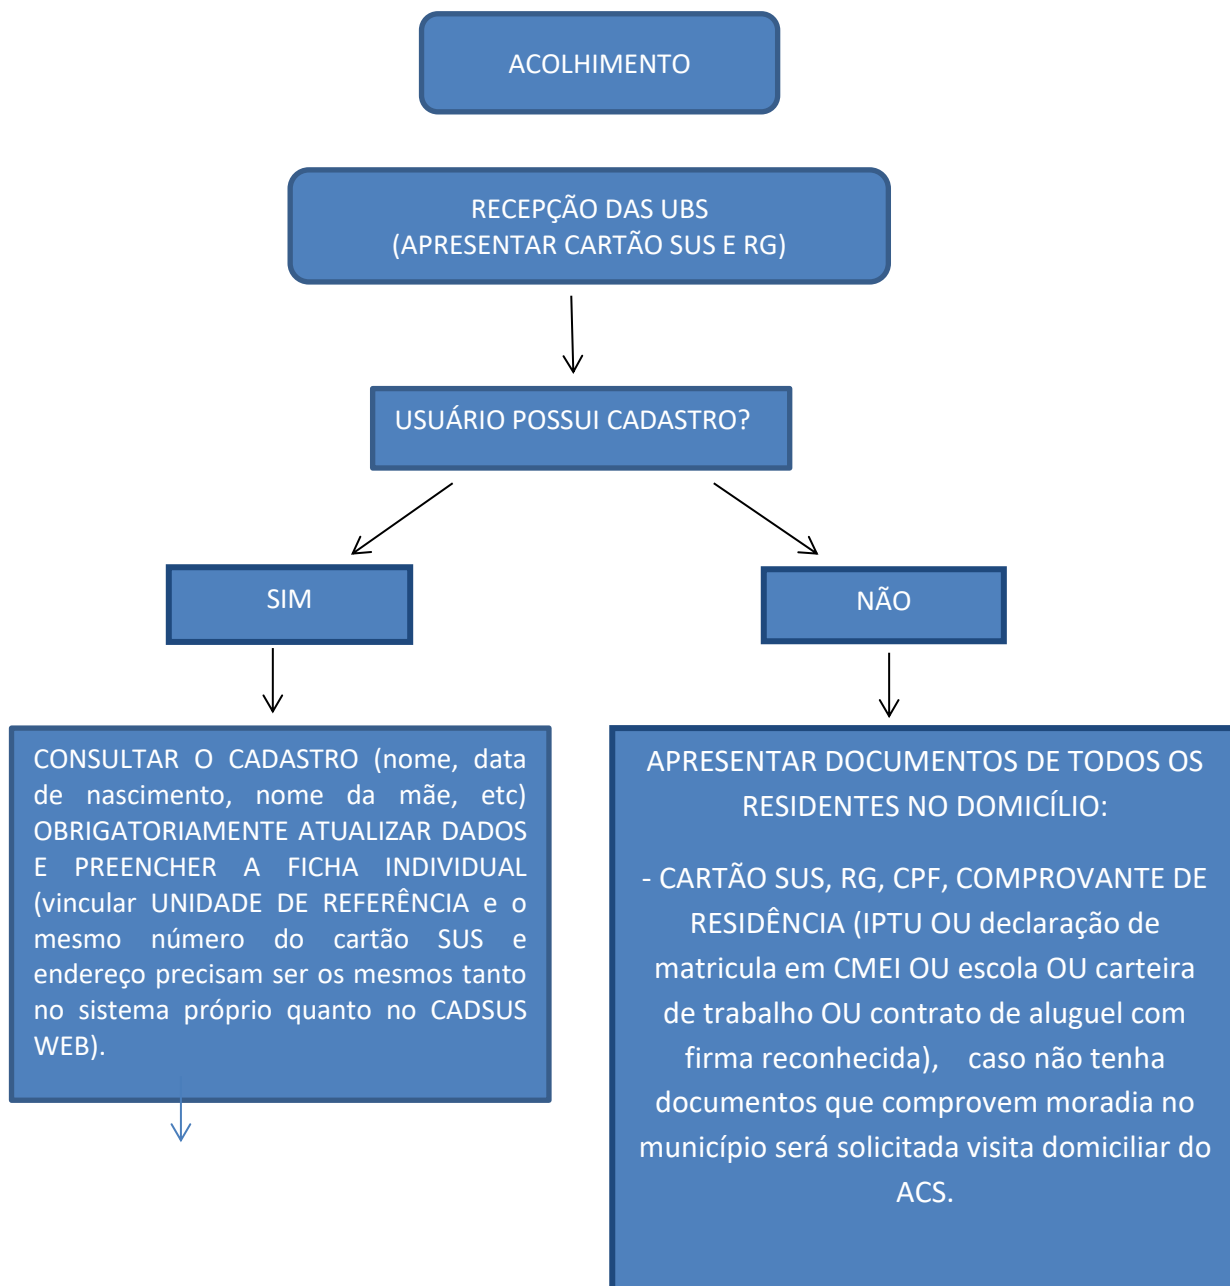 ACOLHIMENTO
RECEPÇÃO DAS UBS
(APRESENTAR CARTÃO SUS E RG)
USUÁRIO POSSUI CADASTRO?
SIM
NÃO
CONSULTAR O CADASTRO (nome, data
de nascimento, nome da mãe, etc)
OBRIGATORIAMENTE ATUALIZAR DADOS
E PREENCHER A FICHA INDIVIDUAL
(vincular UNIDADE DE REFERÊNCIA e o
mesmo número do cartão SUS e
endereço precisam ser os mesmos tanto
no sistema próprio quanto no CADSUS
WEB).
APRESENTAR DOCUMENTOS DE TODOS OS
RESIDENTES NO DOMICÍLIO:
- CARTÃO SUS, RG, CPF, COMPROVANTE DE
RESIDÊNCIA (IPTU OU declaração de
matricula em CMEI OU escola OU carteira
de trabalho OU contrato de aluguel com
firma reconhecida), caso não tenha
documentos que comprovem moradia no
município será solicitada visita domiciliar do
ACS.